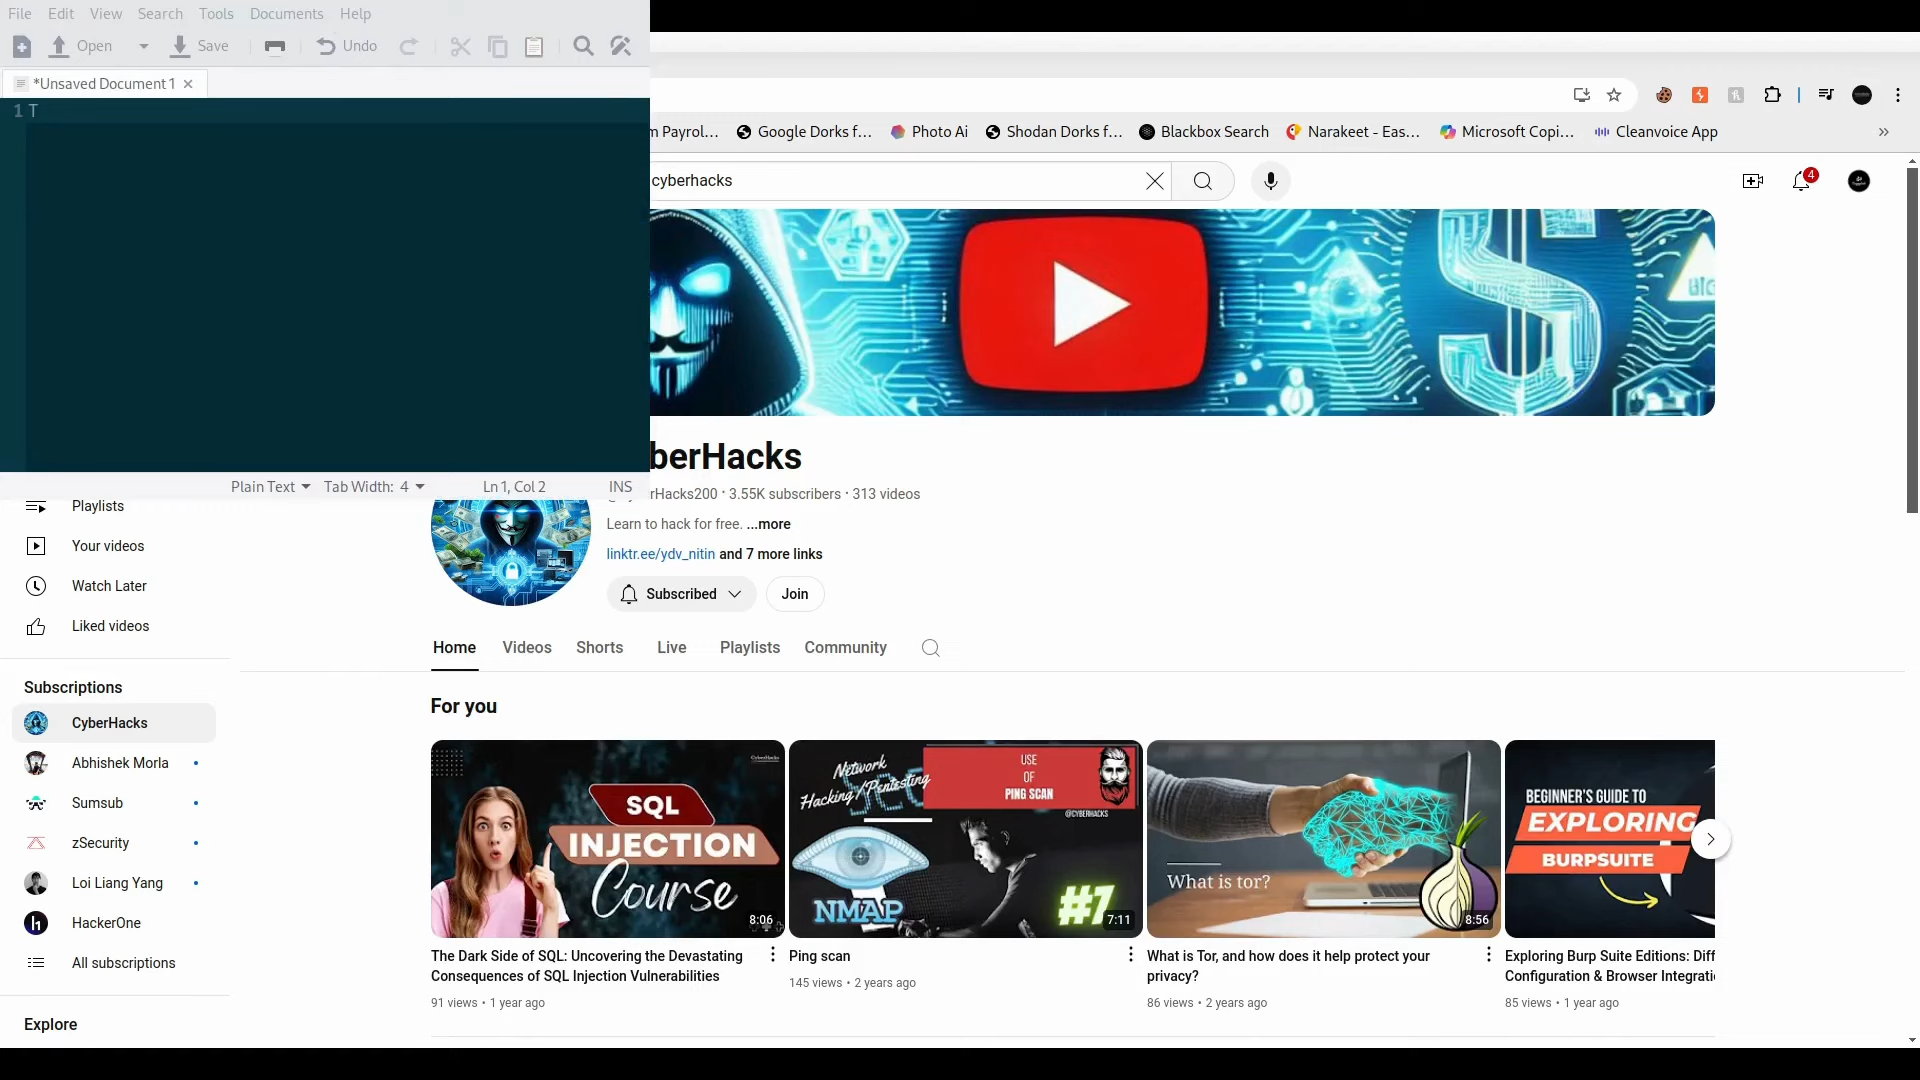 File Edit View Search Tools Documents Help
Open Save Undo
*Unsaved Document 1
1 T
Plain Text Tab Width: 4 Ln 1, Col 2 INS
m Payrol... Google Dorks f... Photo Ai Shodan Dorks f... Blackbox Search Narakeet - Eas... Microsoft Copi... Cleanvoice App
cyberhacks
4
berHacks
rHacks200 · 3.55K subscribers · 313 videos
Learn to hack for free. ...more
linktr.ee/ydv_nitin and 7 more links
Subscribed Join
Home Videos Shorts Live Playlists Community
Playlists
Your videos
Watch Later
Liked videos
Subscriptions
CyberHacks
Abhishek Morla
Sumsub
zSecurity
Loi Liang Yang
HackerOne
All subscriptions
Explore
For you
CyberHacks
SQL
INJECTION
Course
8:06
The Dark Side of SQL: Uncovering the Devastating
Consequences of SQL Injection Vulnerabilities
91 views • 1 year ago
Network
Hacking/Pentesting
USE
OF
PING SCAN
@CYBERHACKS
NMAP
#7
7:11
Ping scan
145 views • 2 years ago
What is tor?
8:56
What is Tor, and how does it help protect your
privacy?
86 views • 2 years ago
BEGINNER'S GUIDE TO
EXPLORING
BURPSUITE
Exploring Burp Suite Editions: Diff
Configuration & Browser Integrati
85 views • 1 year ago